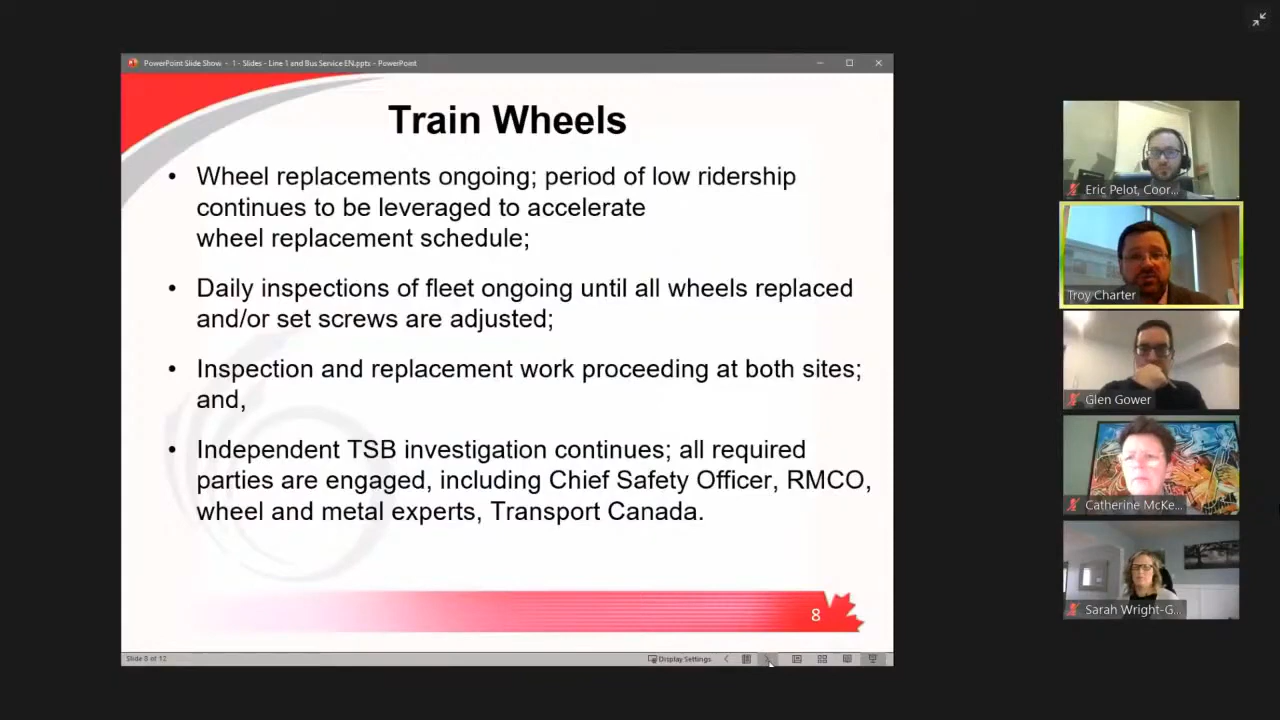 PowerPoint Slide Show - 1 - Slides - Line 1 and Bus Service EN.ppts - PowerPoint
Train Wheels
• Wheel replacements ongoing; period of low ridership
continues to be leveraged to accelerate
wheel replacement schedule;
• Daily inspections of fleet ongoing until all wheels replaced
and/or set screws are adjusted;
• Inspection and replacement work proceeding at both sites;
and,
• Independent TSB investigation continues; all required
parties are engaged, including Chief Safety Officer, RMCO,
wheel and metal experts, Transport Canada.
8
Slide 8 of 12
Display Settings
Eric Pelot, Coor...
Troy Charter
Glen Gower
Catherine McKe...
Sarah Wright-G...